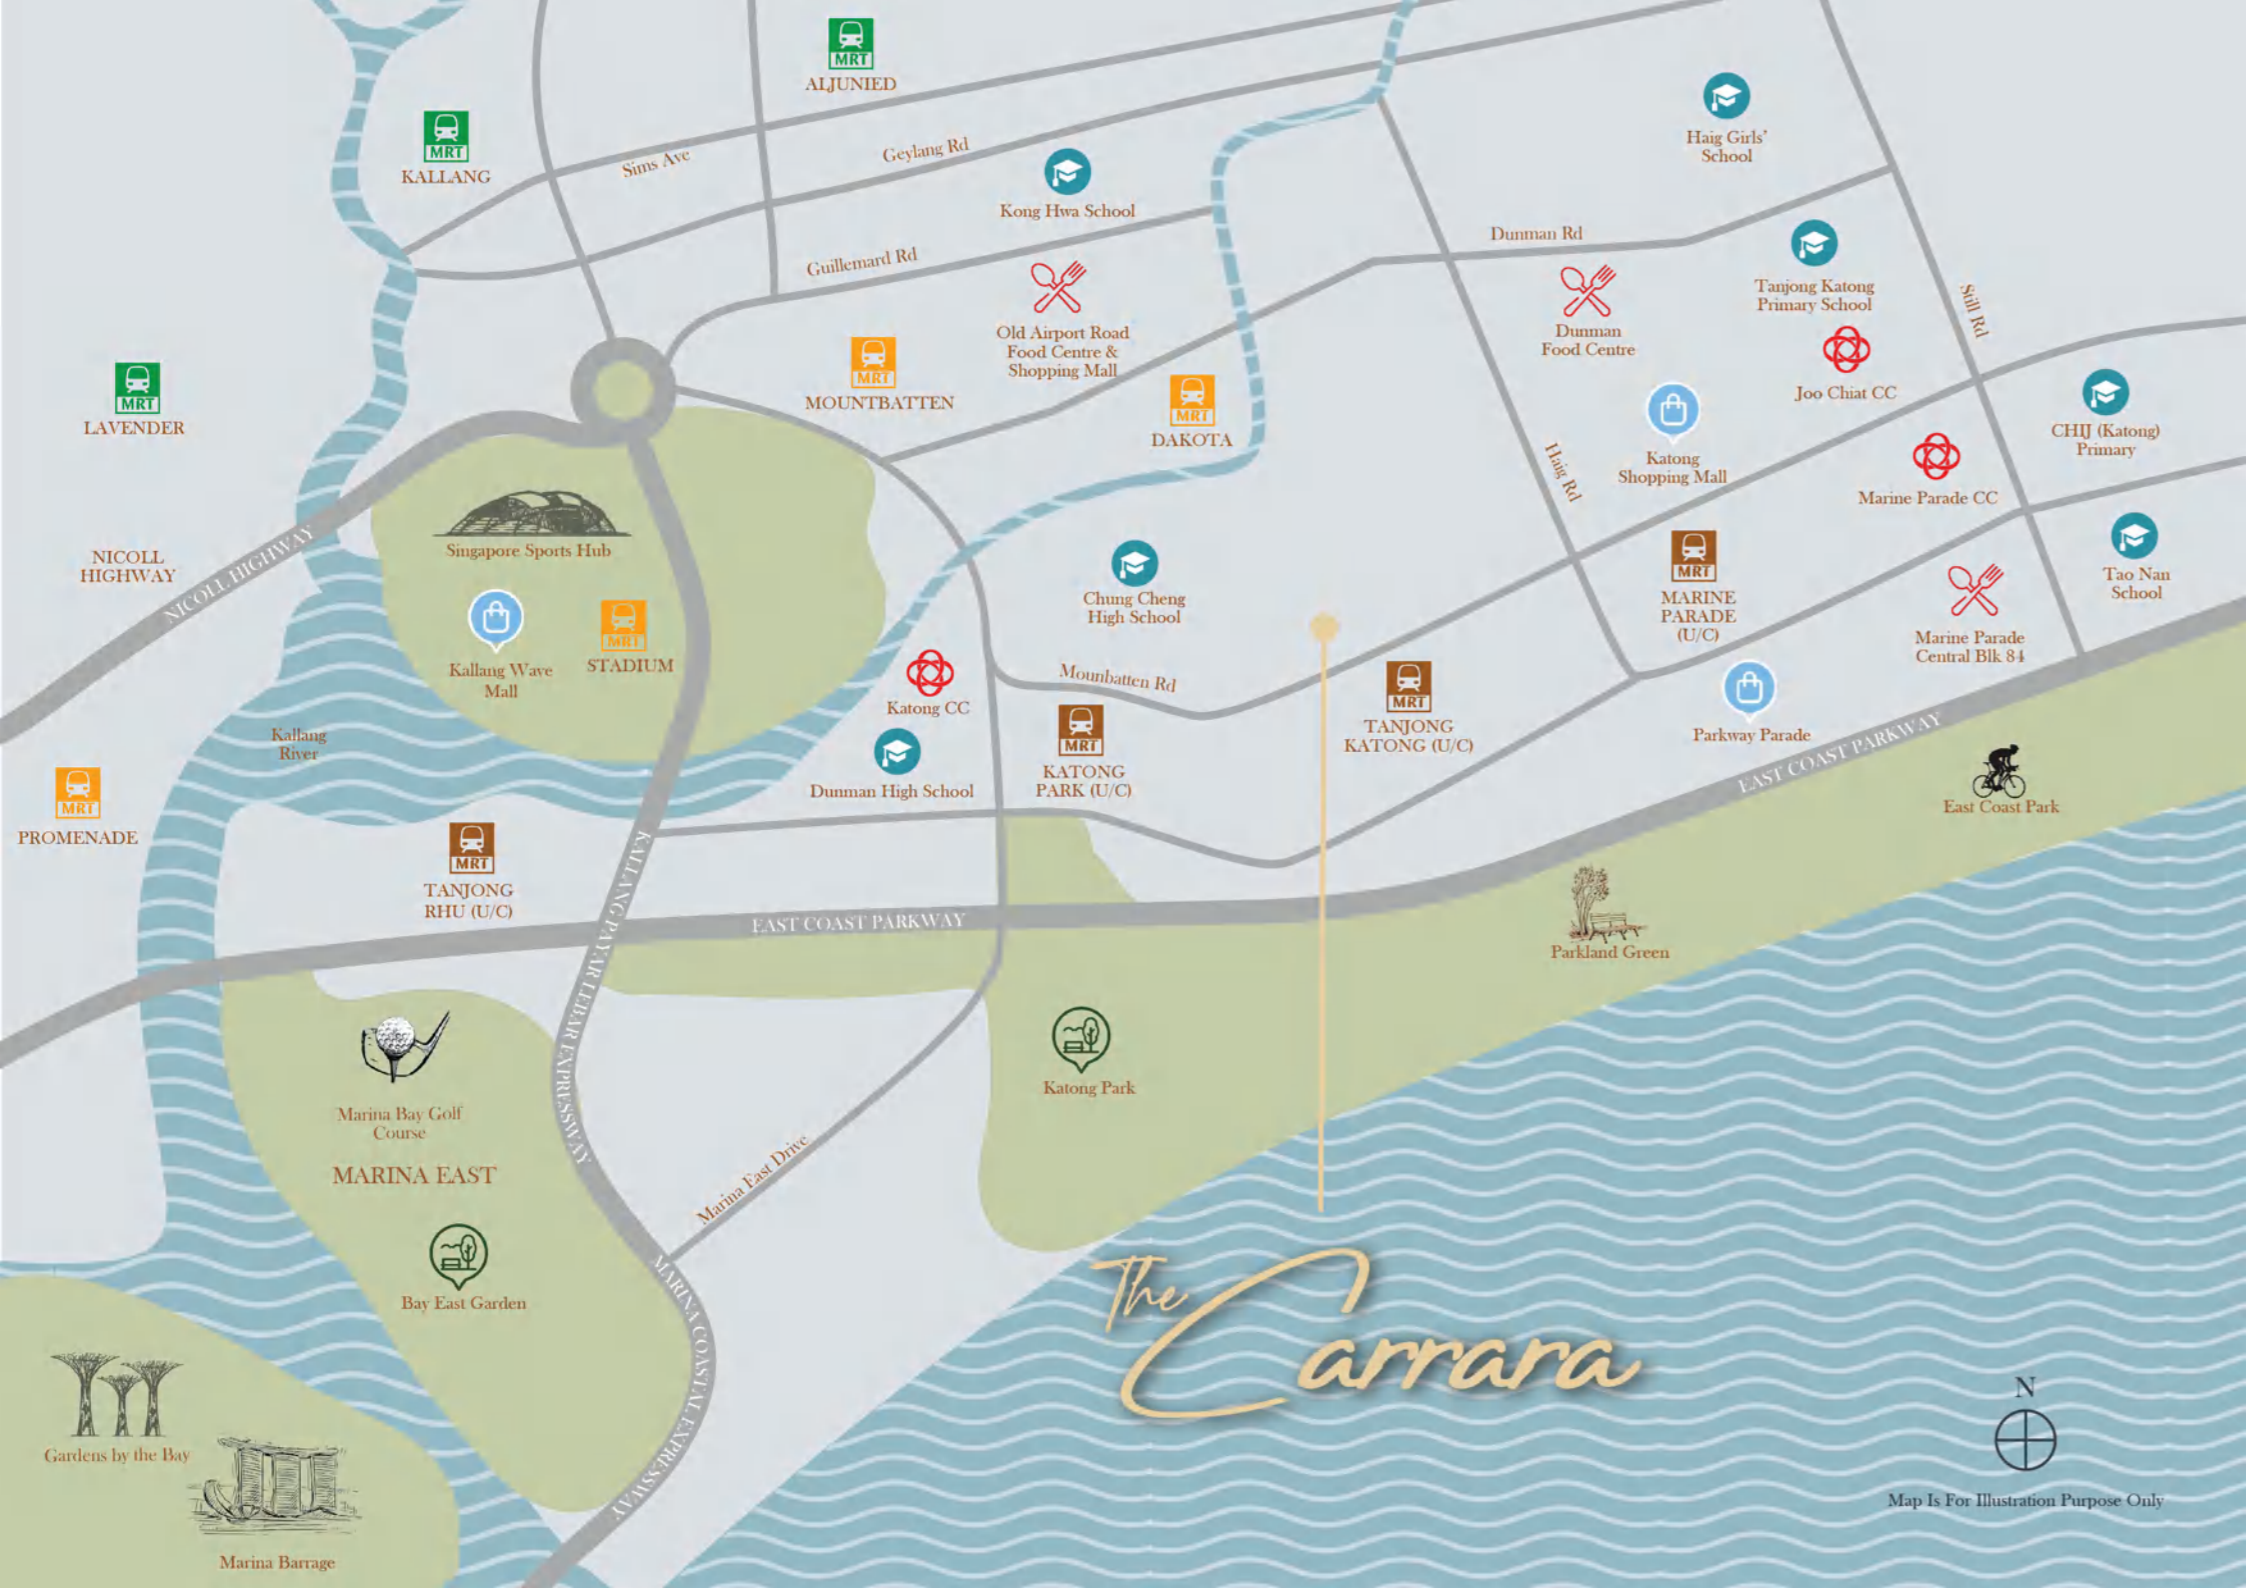 MRT
ALJUNIED
MRT
KALLANG
Sims Ave
Geylang Rd
Kong Hwa School
Guillemard Rd
Haig Girls'
School
Dunman Rd
Tanjong Katong
Primary School
Still Rd
Old Airport Road
Food Centre &
Shopping Mall
Dunman
Food Centre
Joo Chiat CC
MRT
LAVENDER
MRT
MOUNTBATTEN
MRT
DAKOTA
Katong
Shopping Mall
Haig Rd
CHIJ (Katong)
Primary
Marine Parade CC
NICOLL
HIGHWAY
NICOLL HIGHWAY
Singapore Sports Hub
Kallang Wave
Mall
MRT
STADIUM
Chung Cheng
High School
MRT
MARINE
PARADE
(U/C)
Tao Nan
School
Marine Parade
Central Blk 84
Katong CC
Mounbatten Rd
Kallang
River
Dunman High School
MRT
KATONG
PARK (U/C)
MRT
TANJONG
KATONG (U/C)
Parkway Parade
EAST COAST PARKWAY
East Coast Park
MRT
PROMENADE
MRT
TANJONG
RHU (U/C)
KALLANG PAYAR LEBAR EXPRESSWAY
EAST COAST PARKWAY
Parkland Green
Katong Park
Marina Bay Golf
Course
MARINA EAST
Marina East Drive
Bay East Garden
MARINA COASTAL EXPRESSWAY
The
Carrara
Gardens by the Bay
Marina Barrage
N
Map Is For Illustration Purpose Only